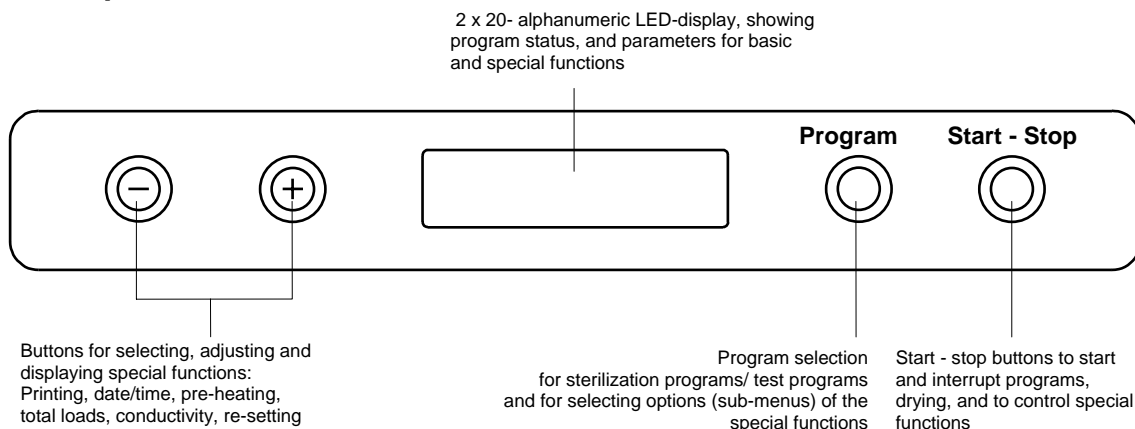 2 x 20- alphanumeric LED-display, showing
program status, and parameters for basic
and special functions
Program
Start - Stop
− +
Buttons for selecting, adjusting and
displaying special functions:
Printing, date/time, pre-heating,
total loads, conductivity, re-setting
Program selection
for sterilization programs/ test programs
and for selecting options (sub-menus) of the
special functions
Start - stop buttons to start
and interrupt programs,
drying, and to control special
functions